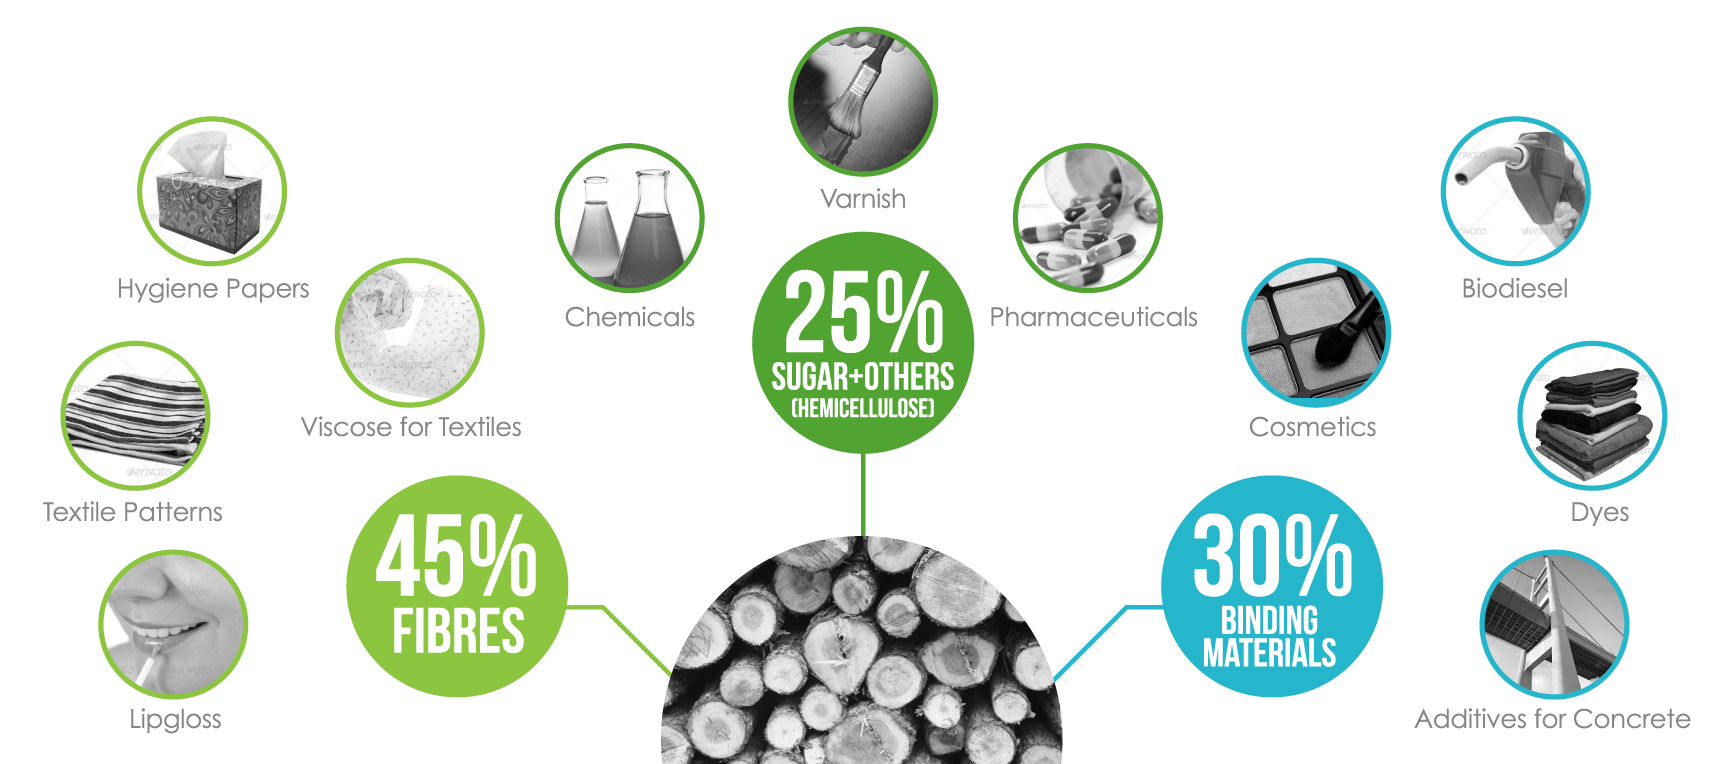 Varnish
Hygiene Papers
Chemicals
Pharmaceuticals
Biodiesel
Viscose for Textiles
Cosmetics
Textile Patterns
Dyes
Lipgloss
Additives for Concrete
25%
SUGAR+OTHERS
(HEMICELLULOSE)
45%
FIBRES
30%
BINDING
MATERIALS
envato